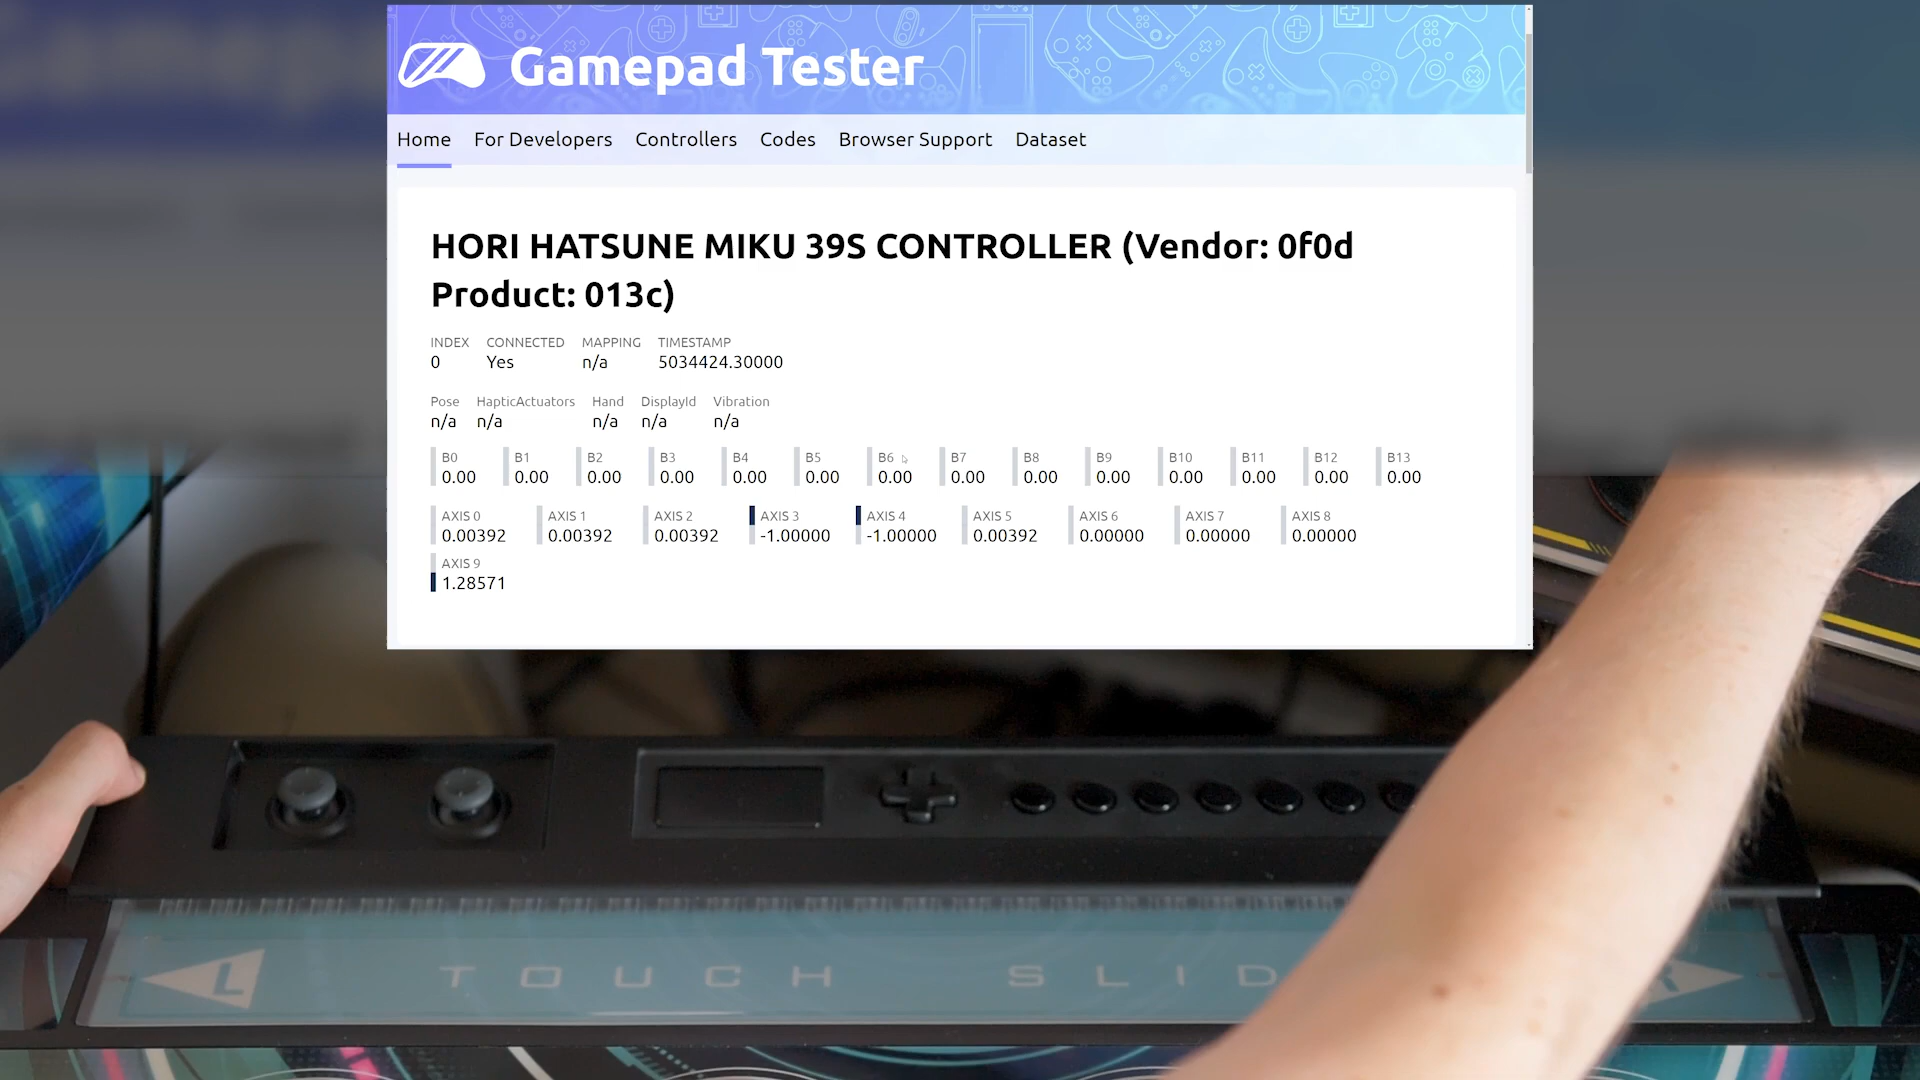 Gamepad Tester
Home For Developers Controllers Codes Browser Support Dataset
HORI HATSUNE MIKU 39S CONTROLLER (Vendor: 0f0d
Product: 013c)
INDEX CONNECTED MAPPING TIMESTAMP
0 Yes n/a 5034424.30000
Pose HapticActuators Hand DisplayId Vibration
n/a n/a n/a n/a n/a
B0 B1 B2 B3 B4 B5 B6 B7 B8 B9 B10 B11 B12 B13
0.00 0.00 0.00 0.00 0.00 0.00 0.00 0.00 0.00 0.00 0.00 0.00 0.00 0.00
AXIS 0 AXIS 1 AXIS 2 AXIS 3 AXIS 4 AXIS 5 AXIS 6 AXIS 7 AXIS 8
0.00392 0.00392 0.00392 -1.00000 -1.00000 0.00392 0.00000 0.00000 0.00000
AXIS 9
1.28571
L TOUCH SLID R